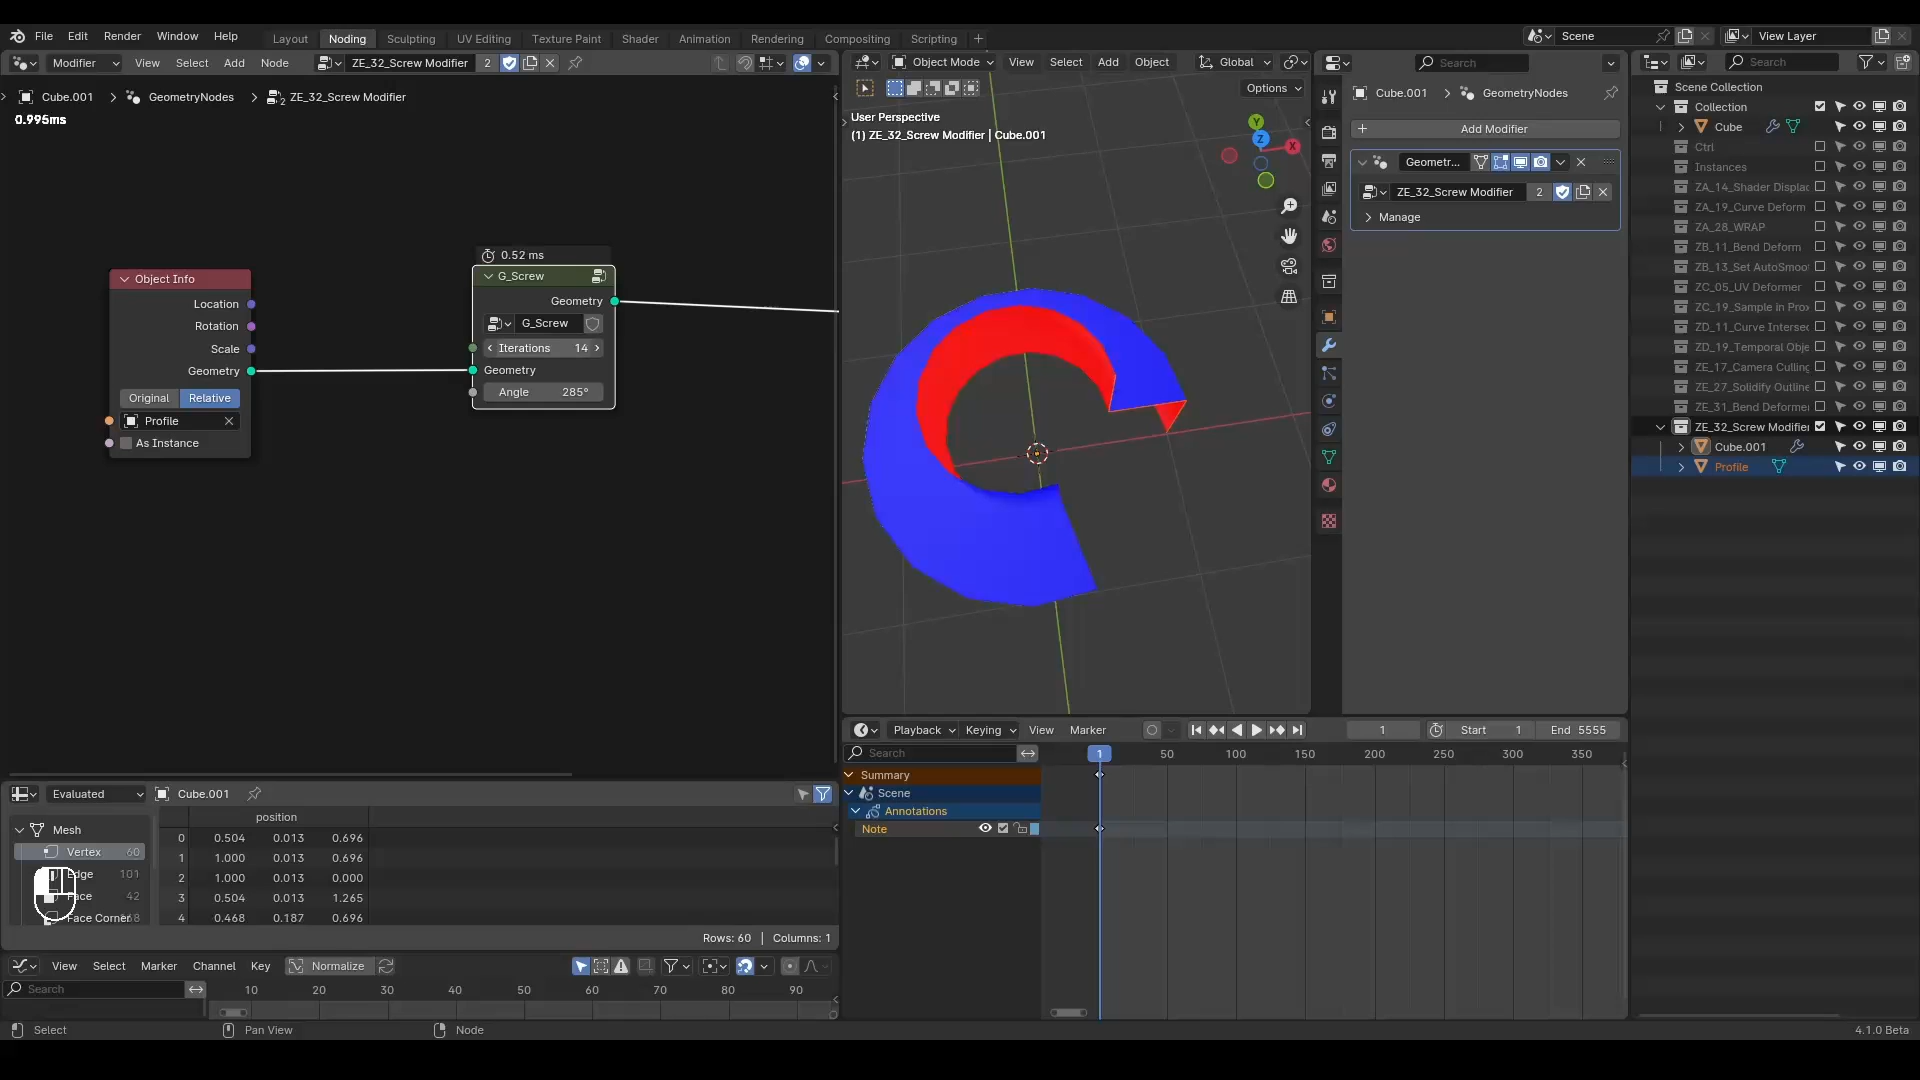 File Edit Render Window Help Layout Noding Sculpting UV Editing Texture Paint Shader Animation Rendering Compositing Scripting + Scene View Layer
Modifier View Select Add Node ZE_32_Screw Modifier 2
Cube.001 > GeometryNodes > ZE_32_Screw Modifier
0.995ms
Object Info
Location
Rotation
Scale
Geometry
Original Relative
Profile
As Instance
0.52 ms
G_Screw
Geometry
G_Screw
Iterations 14
Geometry
Angle 285°
Object Mode View Select Add Object Global
Options
User Perspective
(1) ZE_32_Screw Modifier | Cube.001
Y
Z
X
Search
Cube.001 > GeometryNodes
+ Add Modifier
Geometr...
ZE_32_Screw Modifier 2
Manage
Search
Scene Collection
Collection
Cube
Ctrl
Instances
ZA_14_Shader Displac
ZA_19_Curve Deform
ZA_28_WRAP
ZB_11_Bend Deform
ZB_13_Set AutoSmoo
ZC_05_UV Deformer
ZC_19_Sample in Prox
ZD_11_Curve Intersec
ZD_19_Temporal Obje
ZE_17_Camera Culling
ZE_27_Solidify Outline
ZE_31_Bend Deformer
ZE_32_Screw Modifier
Cube.001
Profile
Playback Keying View Marker 1 Start 1 End 5555
Search 1 50 100 150 200 250 300 350
Summary
Scene
Annotations
Note
Evaluated Cube.001
Mesh
Vertex 60
Edge 101
Face 42
Face Corner
position
0 0.504 0.013 0.696
1 1.000 0.013 0.696
2 1.000 0.013 0.000
3 0.504 0.013 1.265
4 0.468 0.187 0.696
Rows: 60 | Columns: 1
View Select Marker Channel Key Normalize
Search 10 20 30 40 50 60 70 80 90
Select Pan View Node 4.1.0 Beta